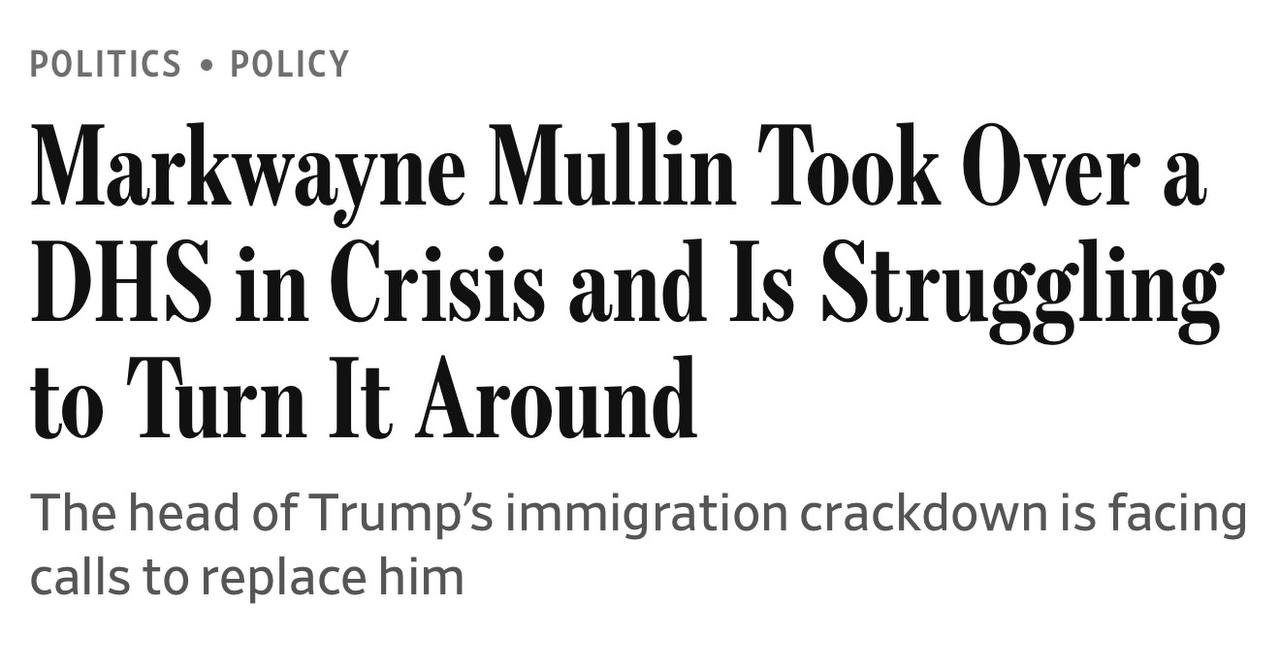 POLITICS • POLICY
Markwayne Mullin Took Over a
DHS in Crisis and Is Struggling
to Turn It Around
The head of Trump’s immigration crackdown is facing
calls to replace him